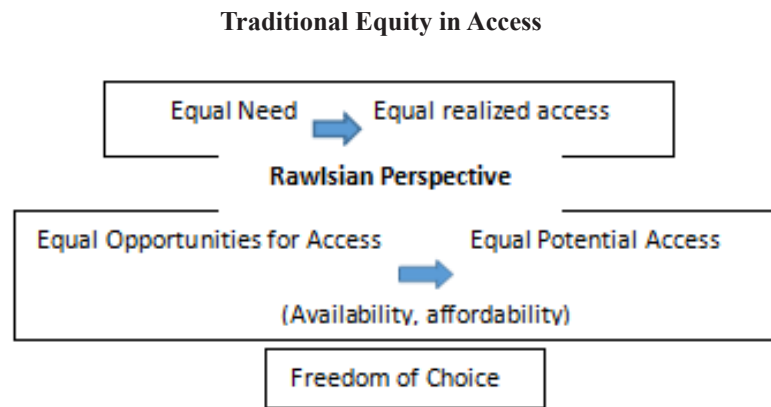 Traditional Equity in Access
Equal Need Equal realized access
Rawlsian Perspective
Equal Opportunities for Access Equal Potential Access
(Availability, affordability)
Freedom of Choice